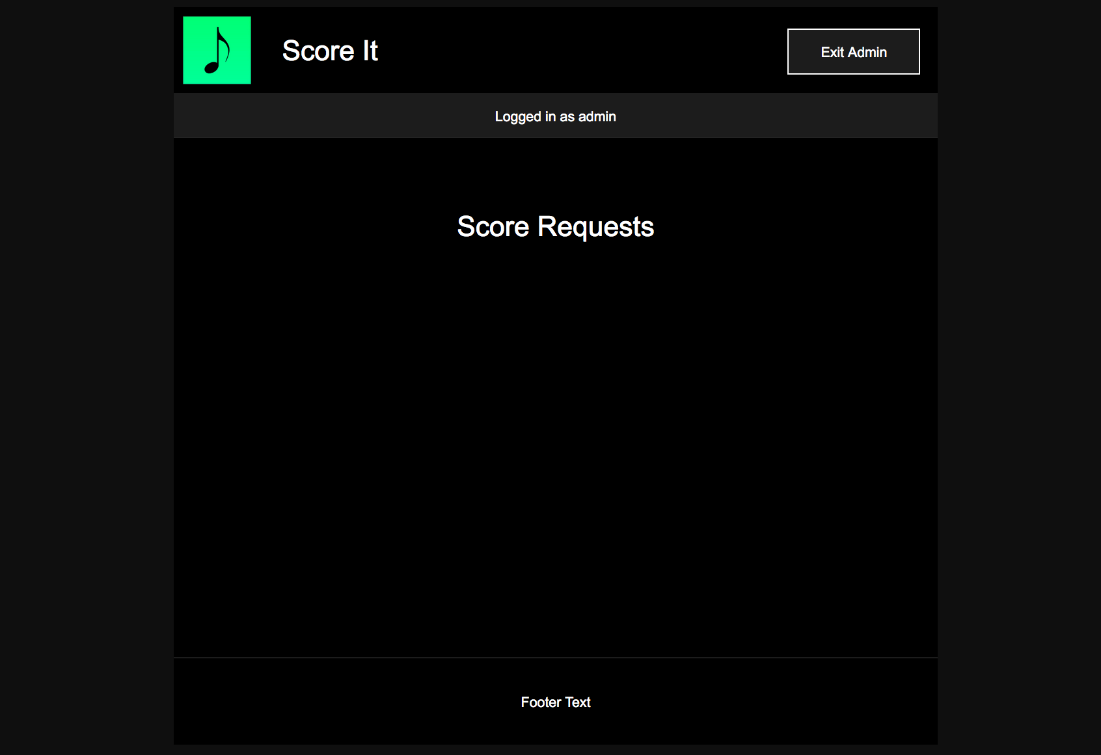 Score It
Exit Admin
Logged in as admin
Score Requests
Footer Text